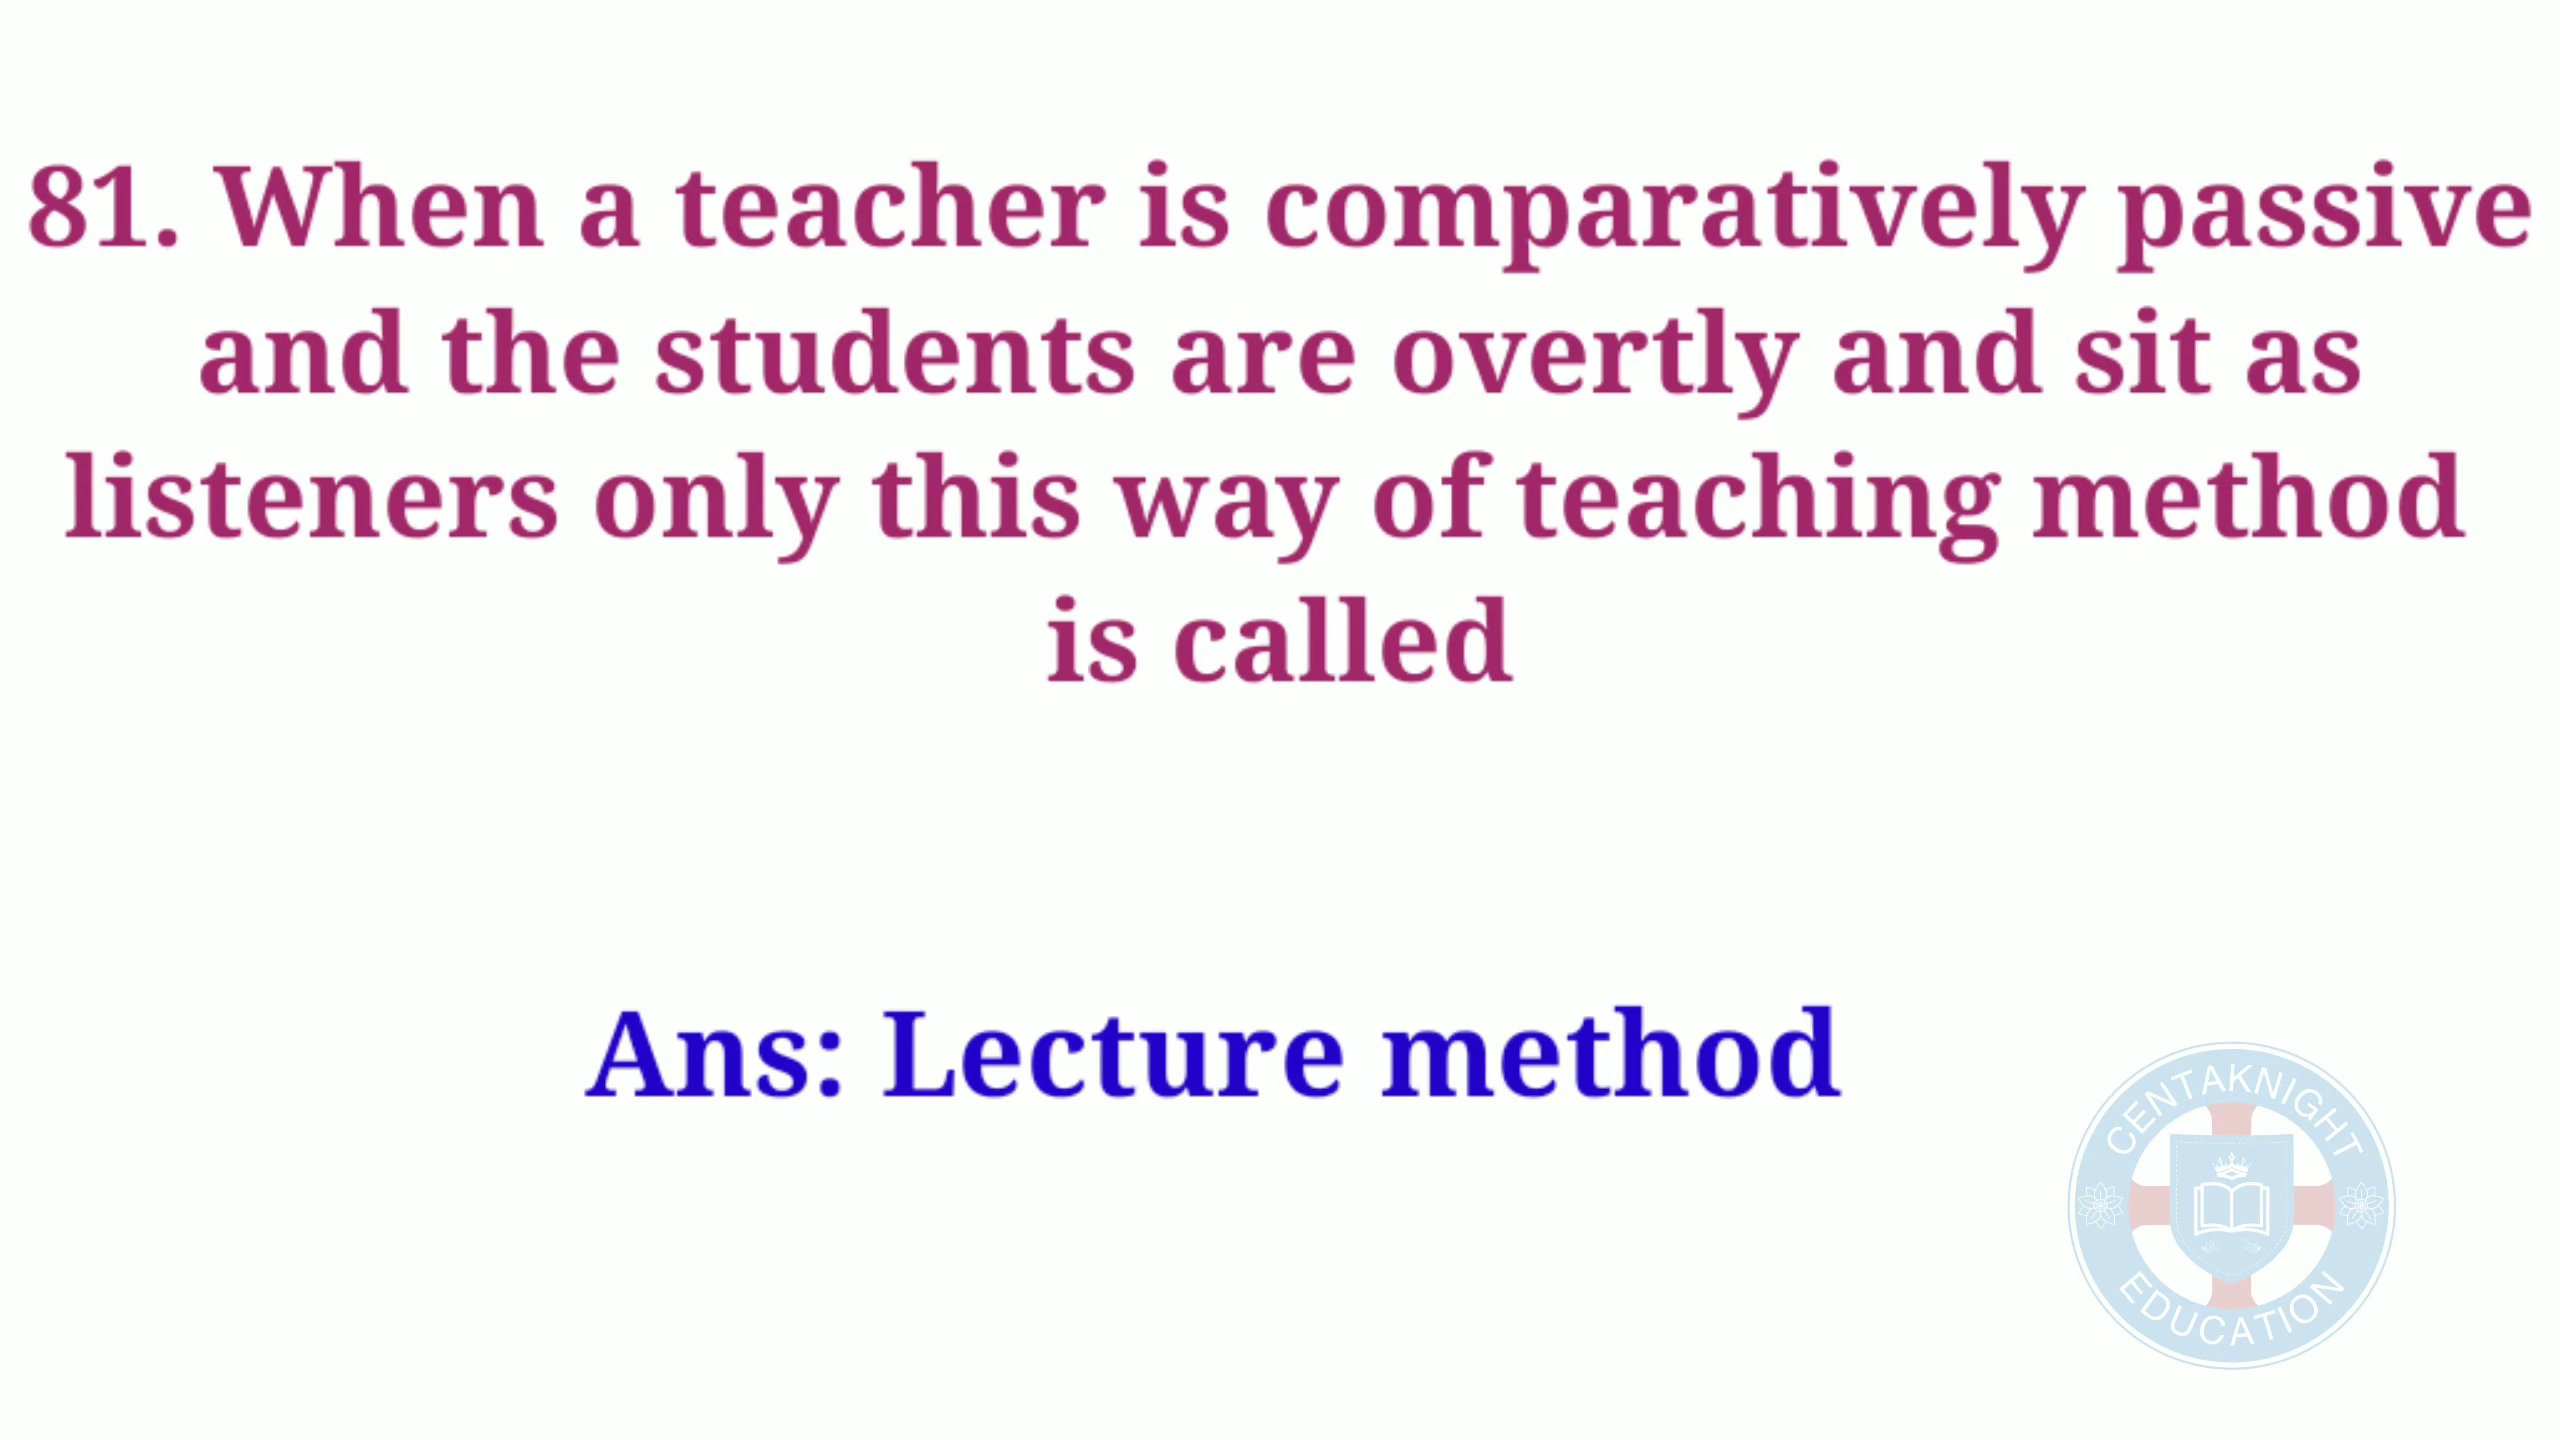 81. When a teacher is comparatively passive
and the students are overtly and sit as
listeners only this way of teaching method
is called
Ans: Lecture method
CENTAKNIGHT
EDUCATION